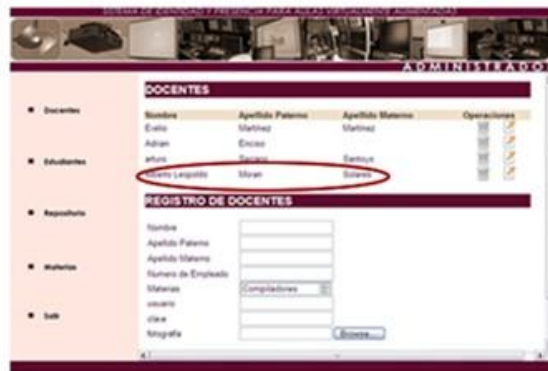 SISTEMA DE IDENTIDAD Y PRESENCIA PARA AULAS VIRTUALMENTE AUMENTADAS
ADMINISTRADO
Docentes
Estudiantes
Repositorio
Materias
Salir
DOCENTES
Nombre Apellido Paterno Apellido Materno Operaciones
Evelio Martinez Martinez
Adrian Enciso
arturo Serrano Santoyo
Alberto Leopoldo Moran Solares
REGISTRO DE DOCENTES
Nombre
Apellido Paterno
Apellido Materno
Numero de Empleado
Materias Compiladores
usuario
clave
fotografia Browse...